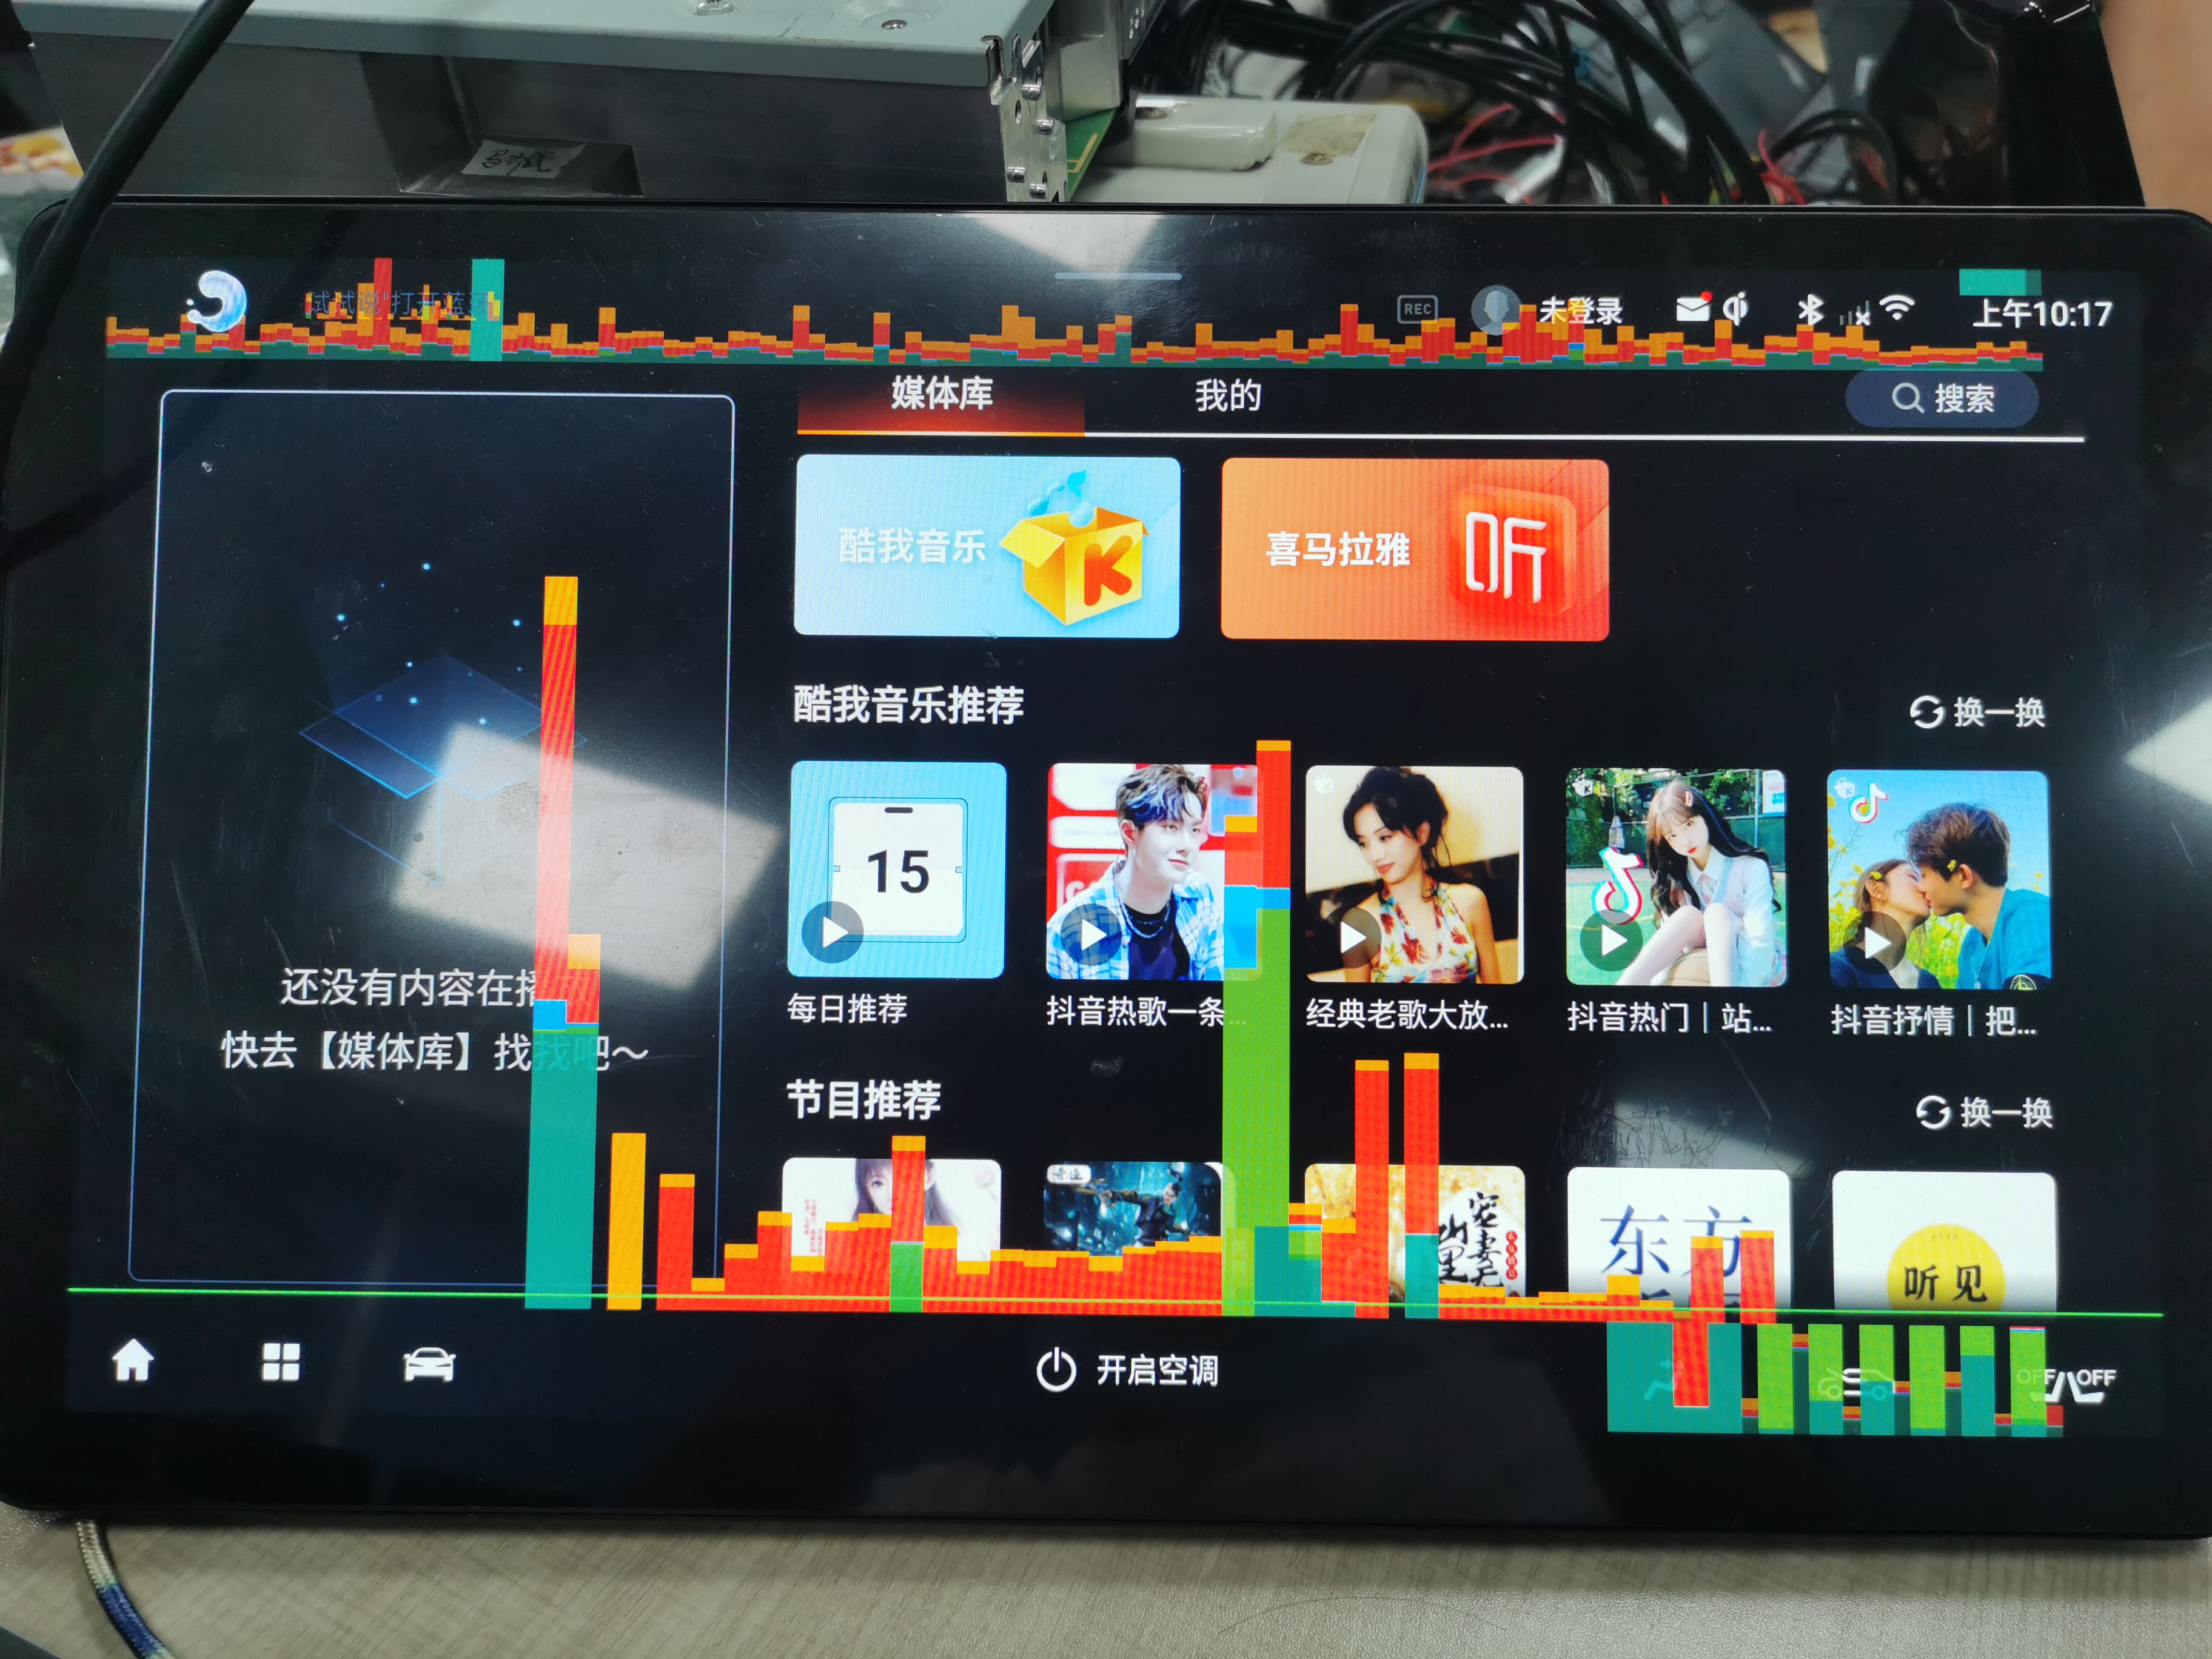 试试说"打开蓝牙
REC
未登录
上午10:17
媒体库
我的
搜索
酷我音乐
K
喜马拉雅
听
酷我音乐推荐
换一换
15
还没有内容在播
快去【媒体库】找找吧～
每日推荐
抖音热歌一条...
经典老歌大放...
抖音热门｜站...
抖音抒情｜把...
节目推荐
换一换
东方
听见
开启空调
OFF
OFF